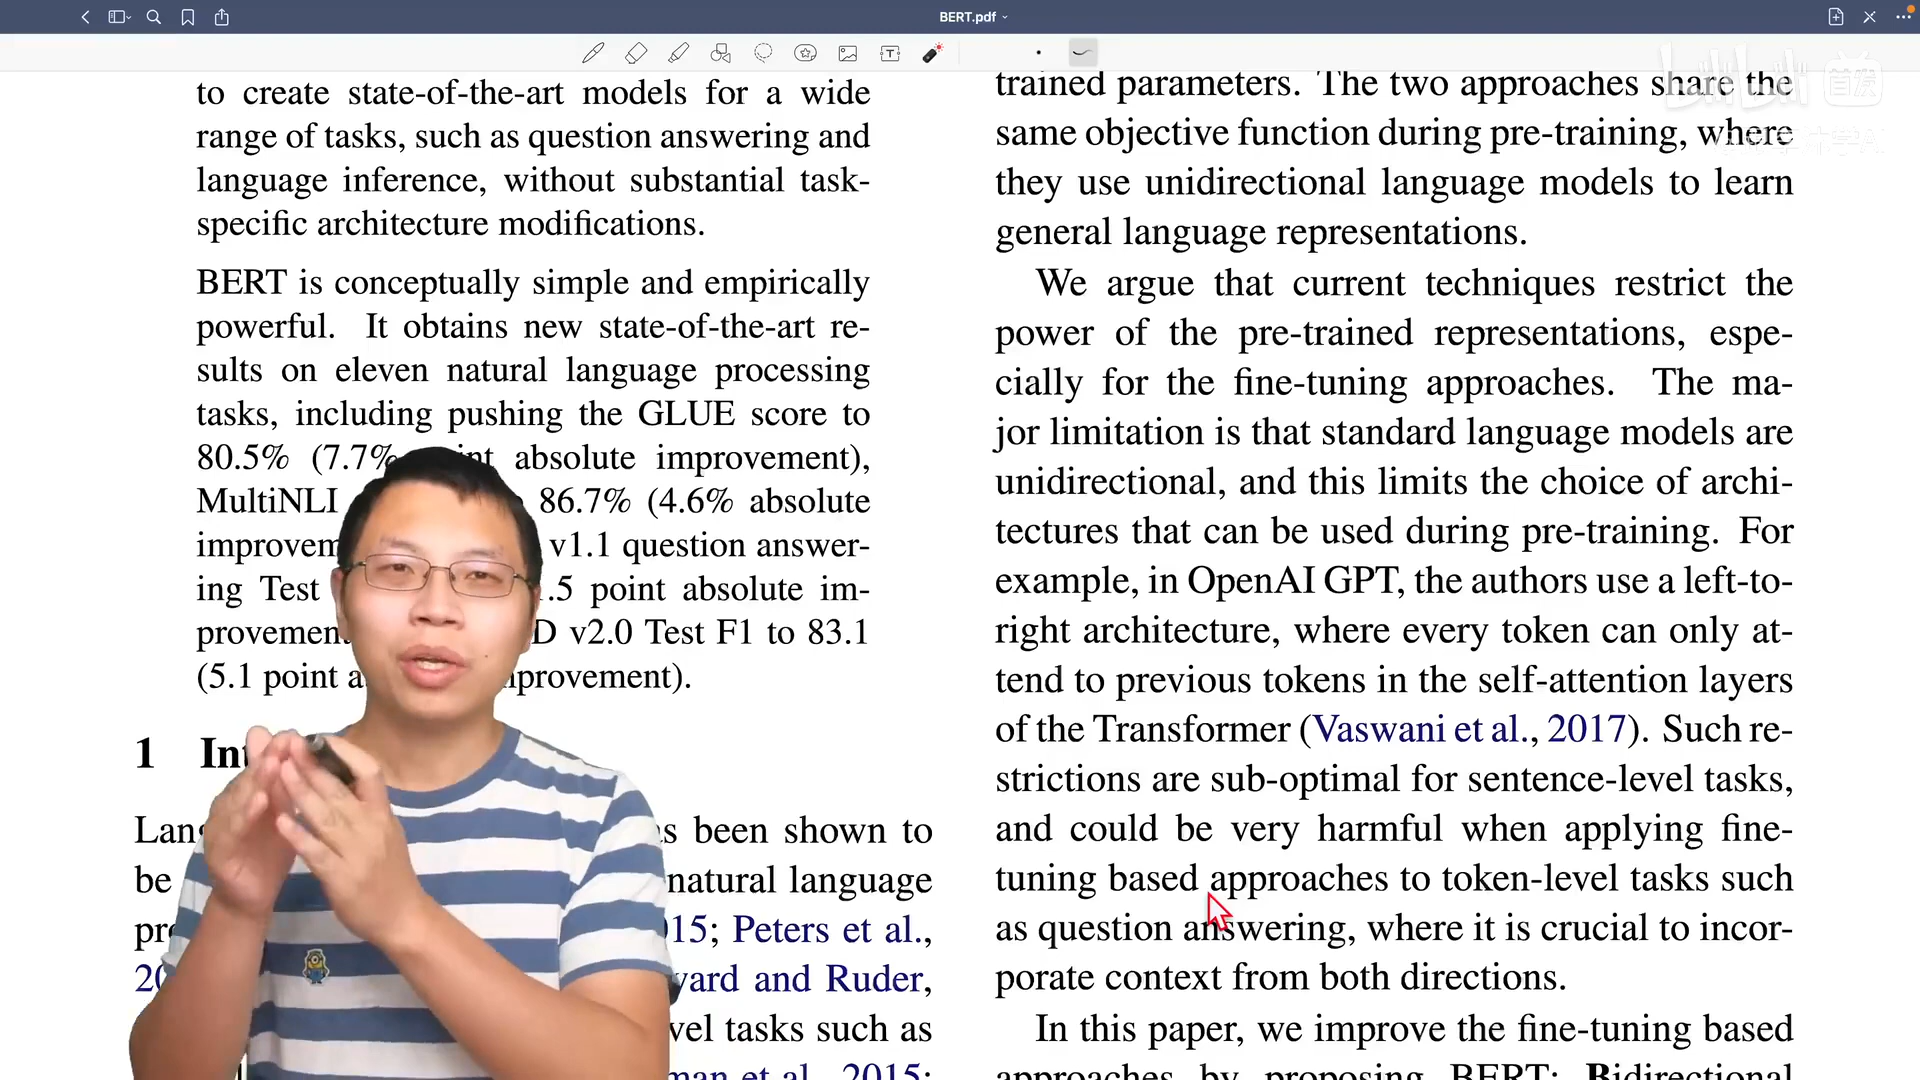 BERT.pdf
bilibili 首发
to create state-of-the-art models for a wide
range of tasks, such as question answering and
language inference, without substantial task-
specific architecture modifications.
BERT is conceptually simple and empirically
powerful. It obtains new state-of-the-art re-
sults on eleven natural language processing
tasks, including pushing the GLUE score to
80.5% (7.7% absolute improvement),
MultiNLI 86.7% (4.6% absolute
v1.1 question answer-
ing Test .5 point absolute im-
v2.0 Test F1 to 83.1
(5.1 point
1
as been shown to
be natural language
15; Peters et al.,
and Ruder,
tasks such as
et al., 2015;
trained parameters. The two approaches share the
same objective function during pre-training, where
they use unidirectional language models to learn
general language representations.
We argue that current techniques restrict the
power of the pre-trained representations, espe-
cially for the fine-tuning approaches. The ma-
jor limitation is that standard language models are
unidirectional, and this limits the choice of archi-
tectures that can be used during pre-training. For
example, in OpenAI GPT, the authors use a left-to-
right architecture, where every token can only at-
tend to previous tokens in the self-attention layers
of the Transformer (Vaswani et al., 2017). Such re-
strictions are sub-optimal for sentence-level tasks,
and could be very harmful when applying fine-
tuning based approaches to token-level tasks such
as question answering, where it is crucial to incor-
porate context from both directions.
In this paper, we improve the fine-tuning based
approaches by proposing BERT: Bidirectional